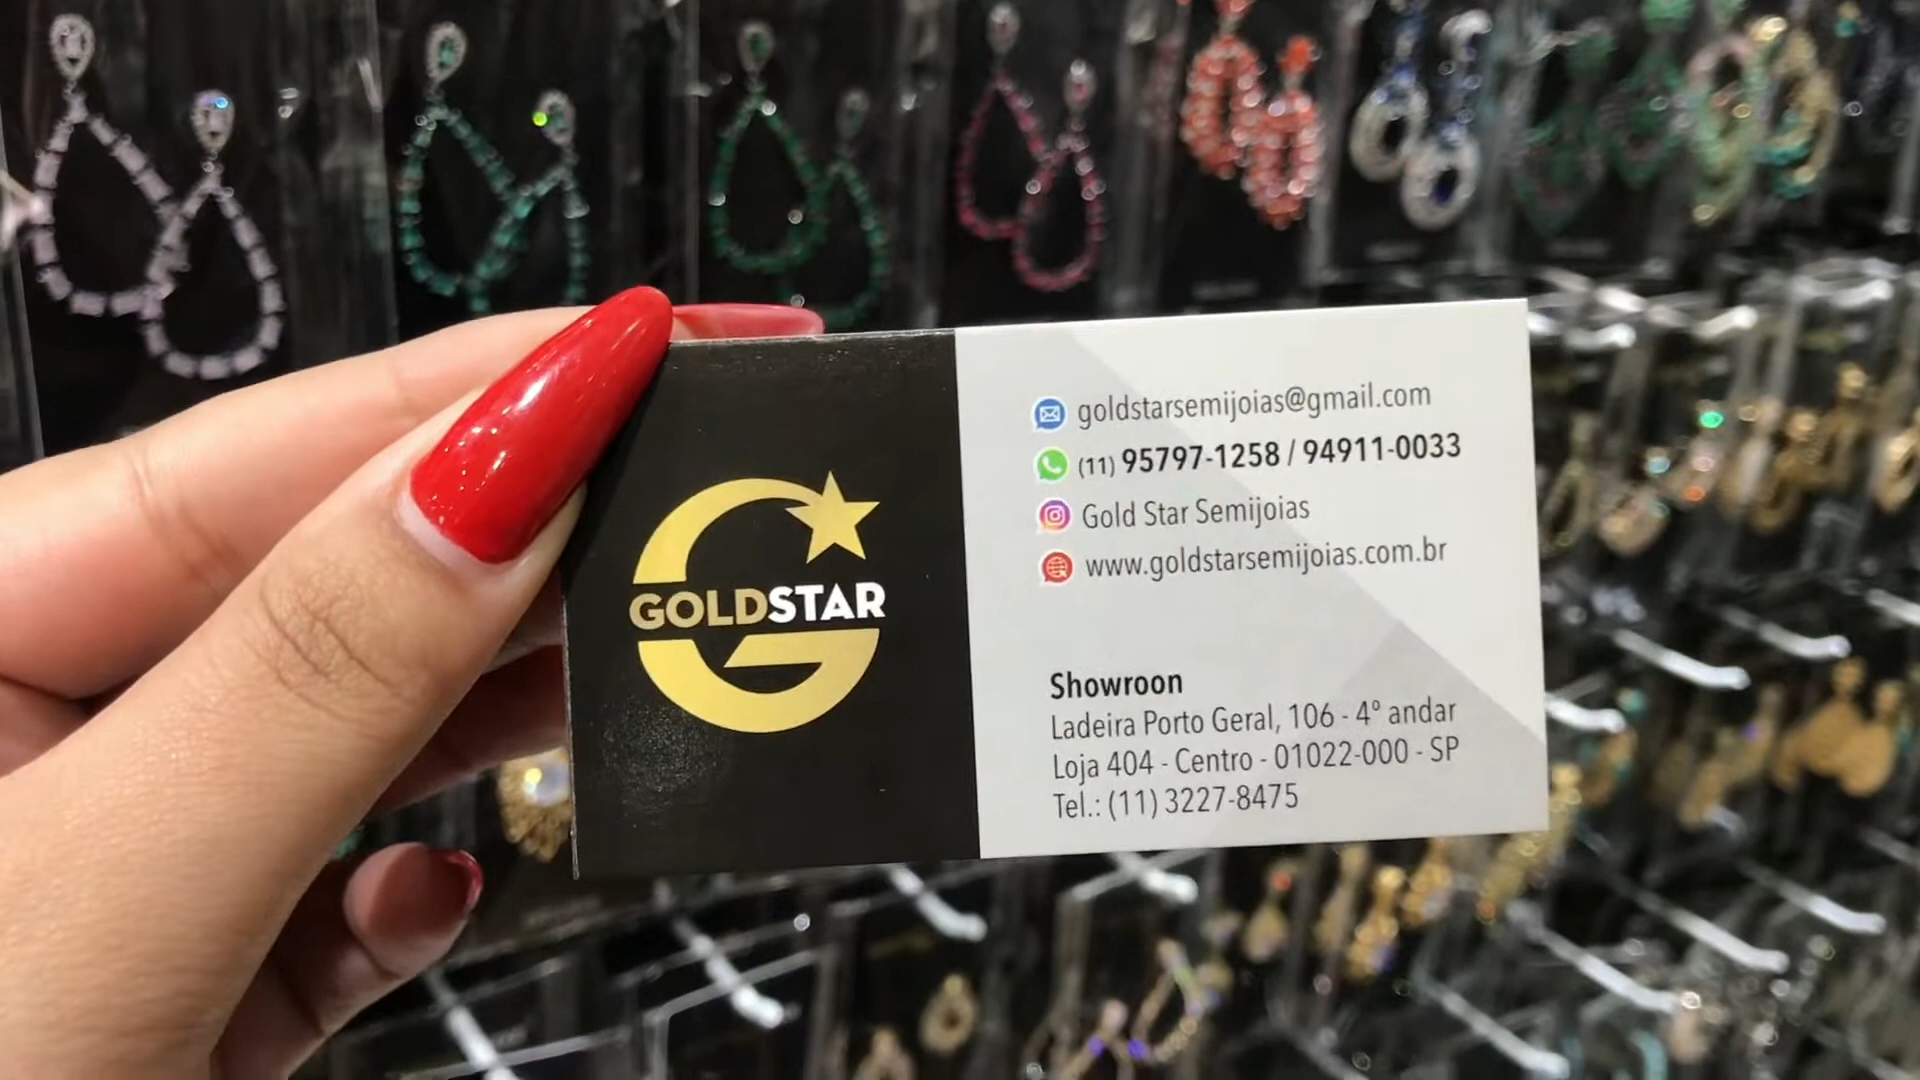 GOLDSTAR
goldstarsemijoias@gmail.com
(11) 95797-1258 / 94911-0033
Gold Star Semijoias
www.goldstarsemijoias.com.br
Showroon
Ladeira Porto Geral, 106 - 4º andar
Loja 404 - Centro - 01022-000 - SP
Tel.: (11) 3227-8475